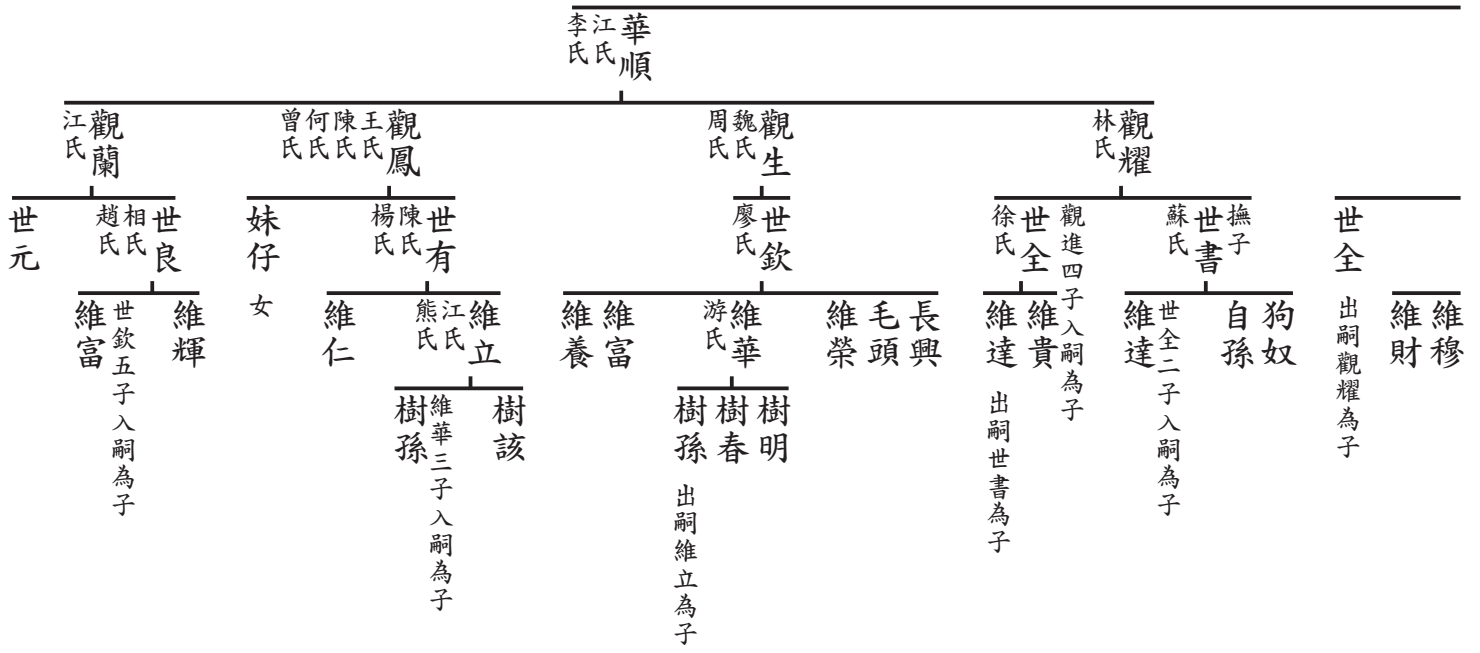 華順
江氏
李氏
觀耀
林氏
觀生
魏氏
周氏
觀鳳
王氏
陳氏
何氏
曾氏
觀蘭
江氏
世全 出嗣觀耀為子
撫子
世書
蘇氏
觀進四子入嗣為子
世全
徐氏
世欽
廖氏
世有
陳氏
楊氏
妹仔 女
世良
相氏
趙氏
世元
維穆
維財
狗奴
自孫
世全二子入嗣為子
維達
維貴
維達 出嗣世書為子
長興
毛頭
維榮
維華
游氏
維富
維養
維立
江氏
熊氏
維仁
維輝
世欽五子入嗣為子
維富
樹明
樹春
樹孫 出嗣維立為子
樹該
維華三子入嗣為子
樹孫